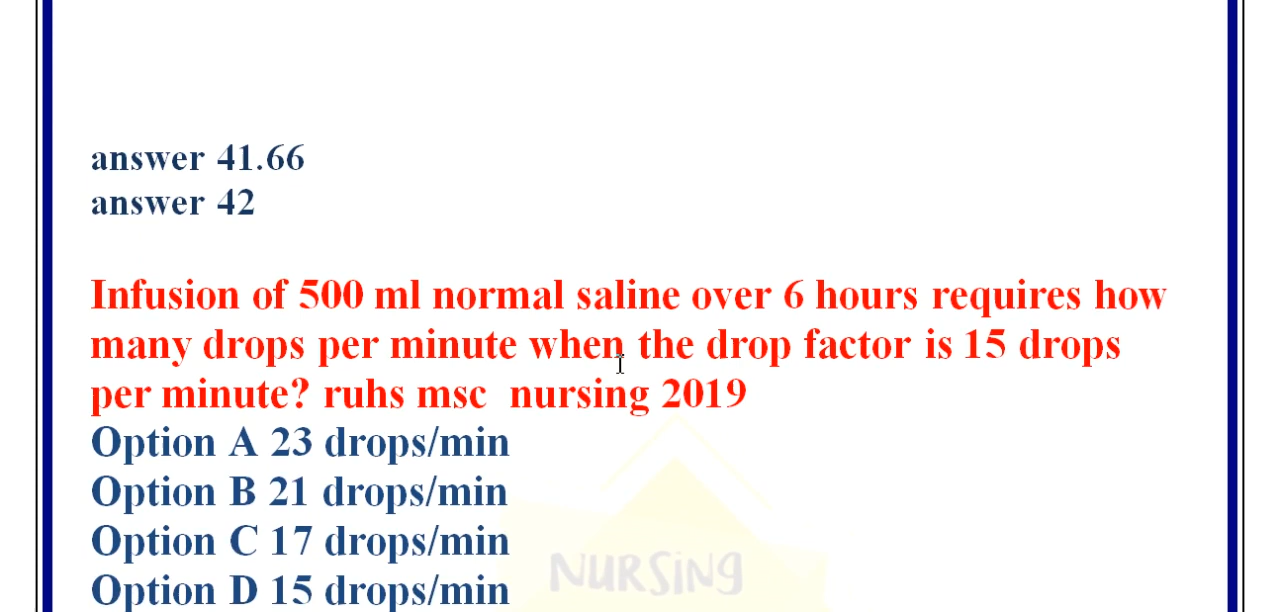 answer 41.66
answer 42
Infusion of 500 ml normal saline over 6 hours requires how
many drops per minute when the drop factor is 15 drops
per minute? ruhs msc nursing 2019
Option A 23 drops/min
Option B 21 drops/min
Option C 17 drops/min
Option D 15 drops/min
NURSiNg